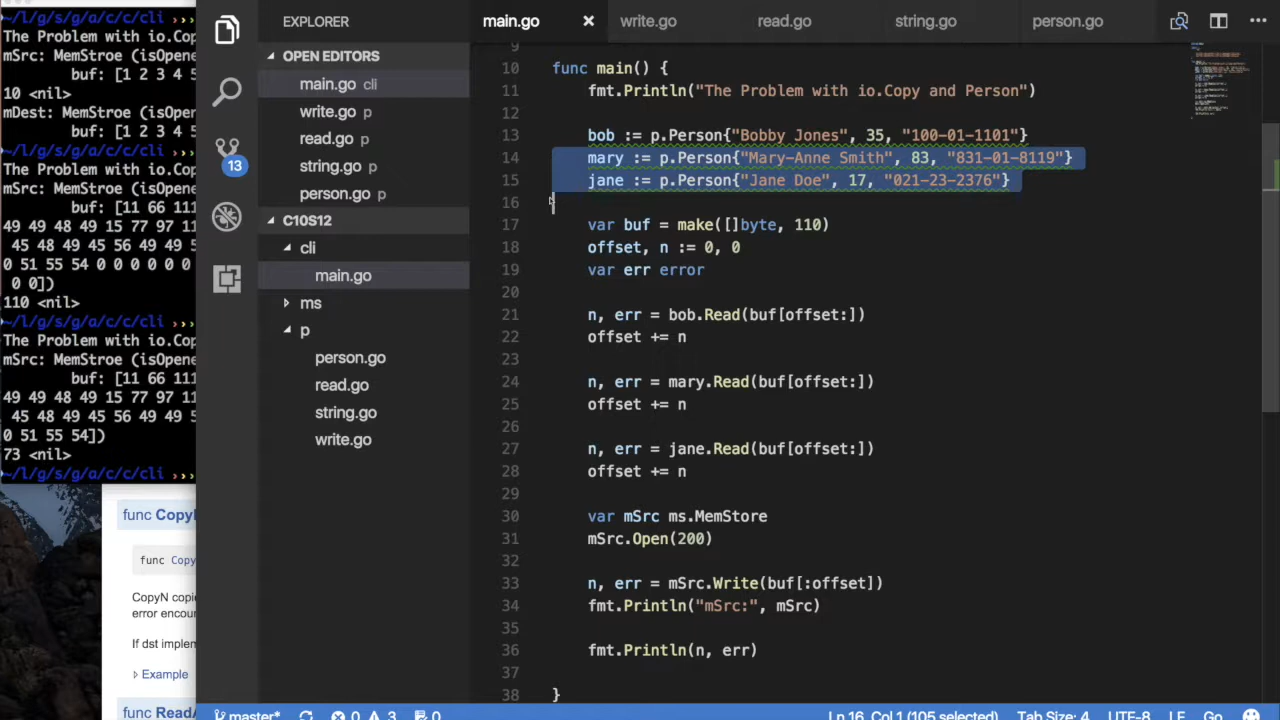 ~/l/g/s/g/a/c/c/cli
The Problem with io.Cop
mSrc: MemStroe (isOpene
buf: [1 2 3 4 5
10 <nil>
mDest: MemStroe (isOpen
buf: [1 2 3 4 5
~/l/g/s/g/a/c/c/cli ›››
The Problem with io.Cop
mSrc: MemStroe (isOpene
buf: [11 66 111
49 49 48 49 15 77 97 11
45 48 49 45 56 49 49 5
0 51 55 54 0 0 0 0 0 0
0 0])
110 <nil>
~/l/g/s/g/a/c/c/cli ›››
The Problem with io.Cop
mSrc: MemStroe (isOpene
buf: [11 66 111
49 49 48 49 15 77 97 11
45 48 49 45 56 49 49 5
0 51 55 54])
73 <nil>
~/l/g/s/g/a/c/c/cli ›››
func Copy
func Copy
CopyN copie
error encour
If dst implem
Example
func ReadA
13
EXPLORER
OPEN EDITORS
main.go cli
write.go p
read.go p
string.go p
person.go p
C10S12
cli
main.go
ms
p
person.go
read.go
string.go
write.go
main.go × write.go read.go string.go person.go
9
10 func main() {
11 fmt.Println("The Problem with io.Copy and Person")
12
13 bob := p.Person{"Bobby Jones", 35, "100-01-1101"}
14 mary := p.Person{"Mary-Anne Smith", 83, "831-01-8119"}
15 jane := p.Person{"Jane Doe", 17, "021-23-2376"}
16
17 var buf = make([]byte, 110)
18 offset, n := 0, 0
19 var err error
20
21 n, err = bob.Read(buf[offset:])
22 offset += n
23
24 n, err = mary.Read(buf[offset:])
25 offset += n
26
27 n, err = jane.Read(buf[offset:])
28 offset += n
29
30 var mSrc ms.MemStore
31 mSrc.Open(200)
32
33 n, err = mSrc.Write(buf[:offset])
34 fmt.Println("mSrc:", mSrc)
35
36 fmt.Println(n, err)
37
38 }
master* 0 3 0 Ln 16, Col 1 (105 selected) Tab Size: 4 UTF-8 LF Go